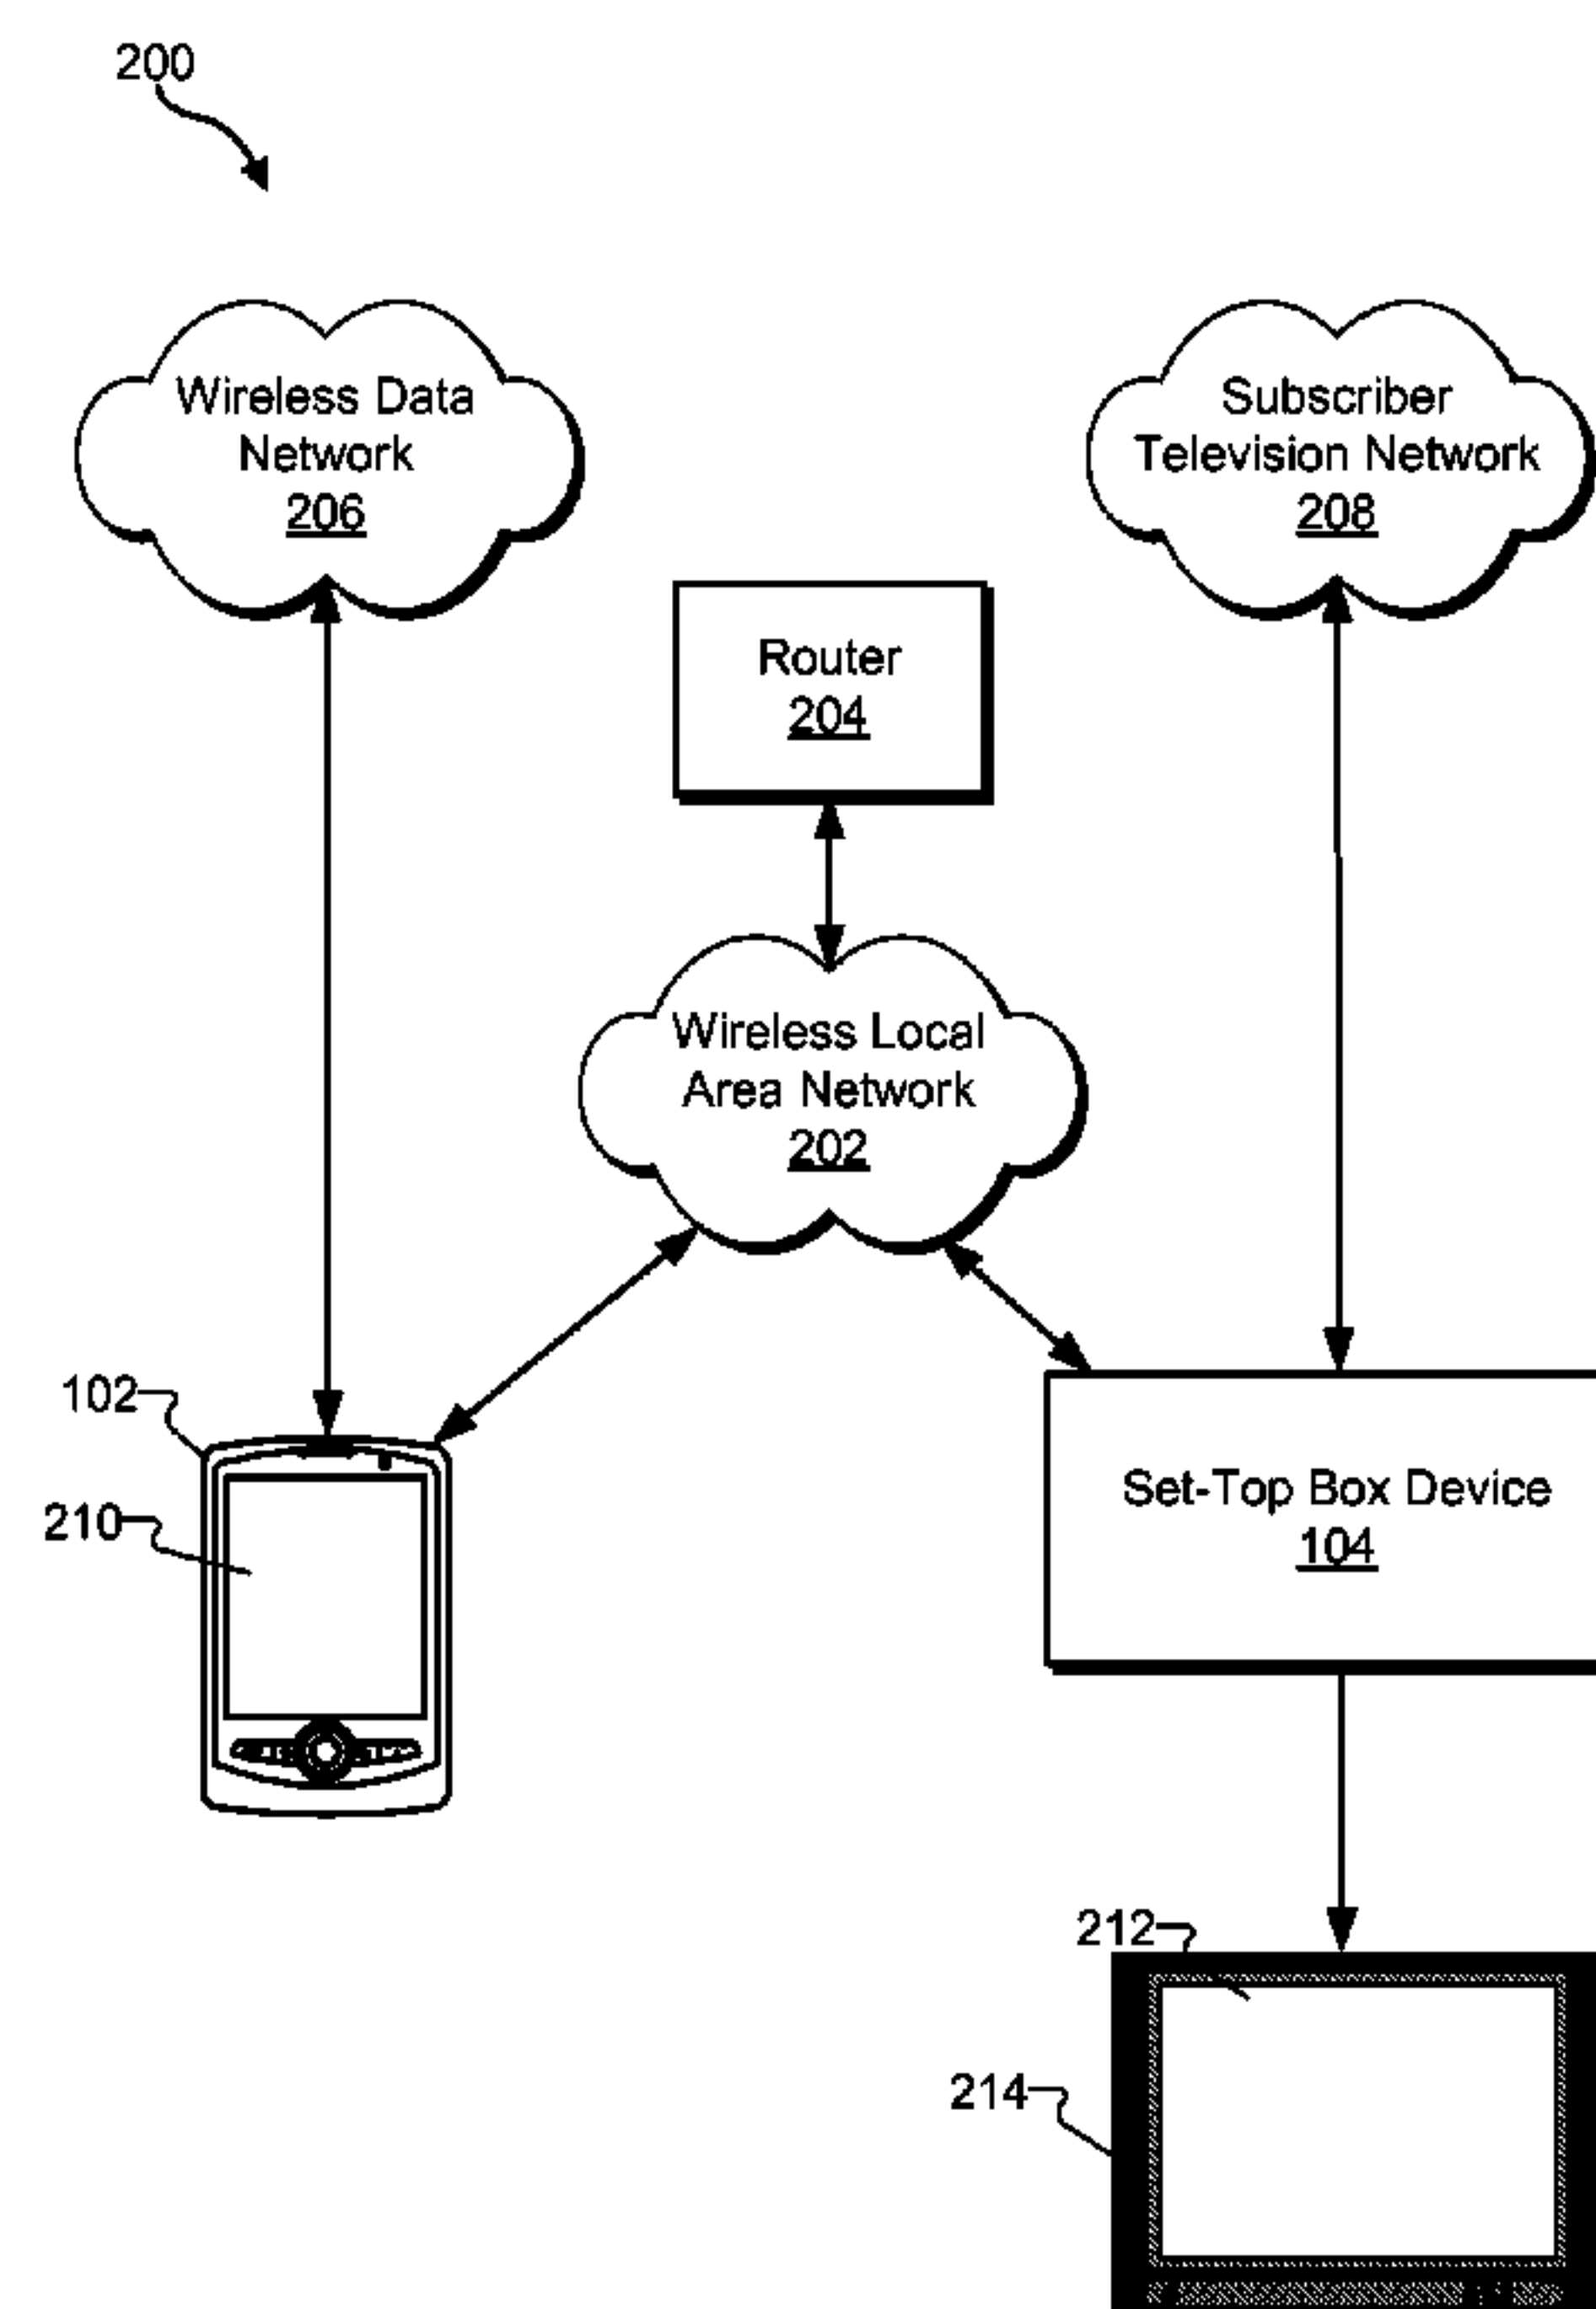 200
Wireless Data
Network
206
Subscriber
Television Network
208
Router
204
Wireless Local
Area Network
202
102
210
Set-Top Box Device
104
212
214